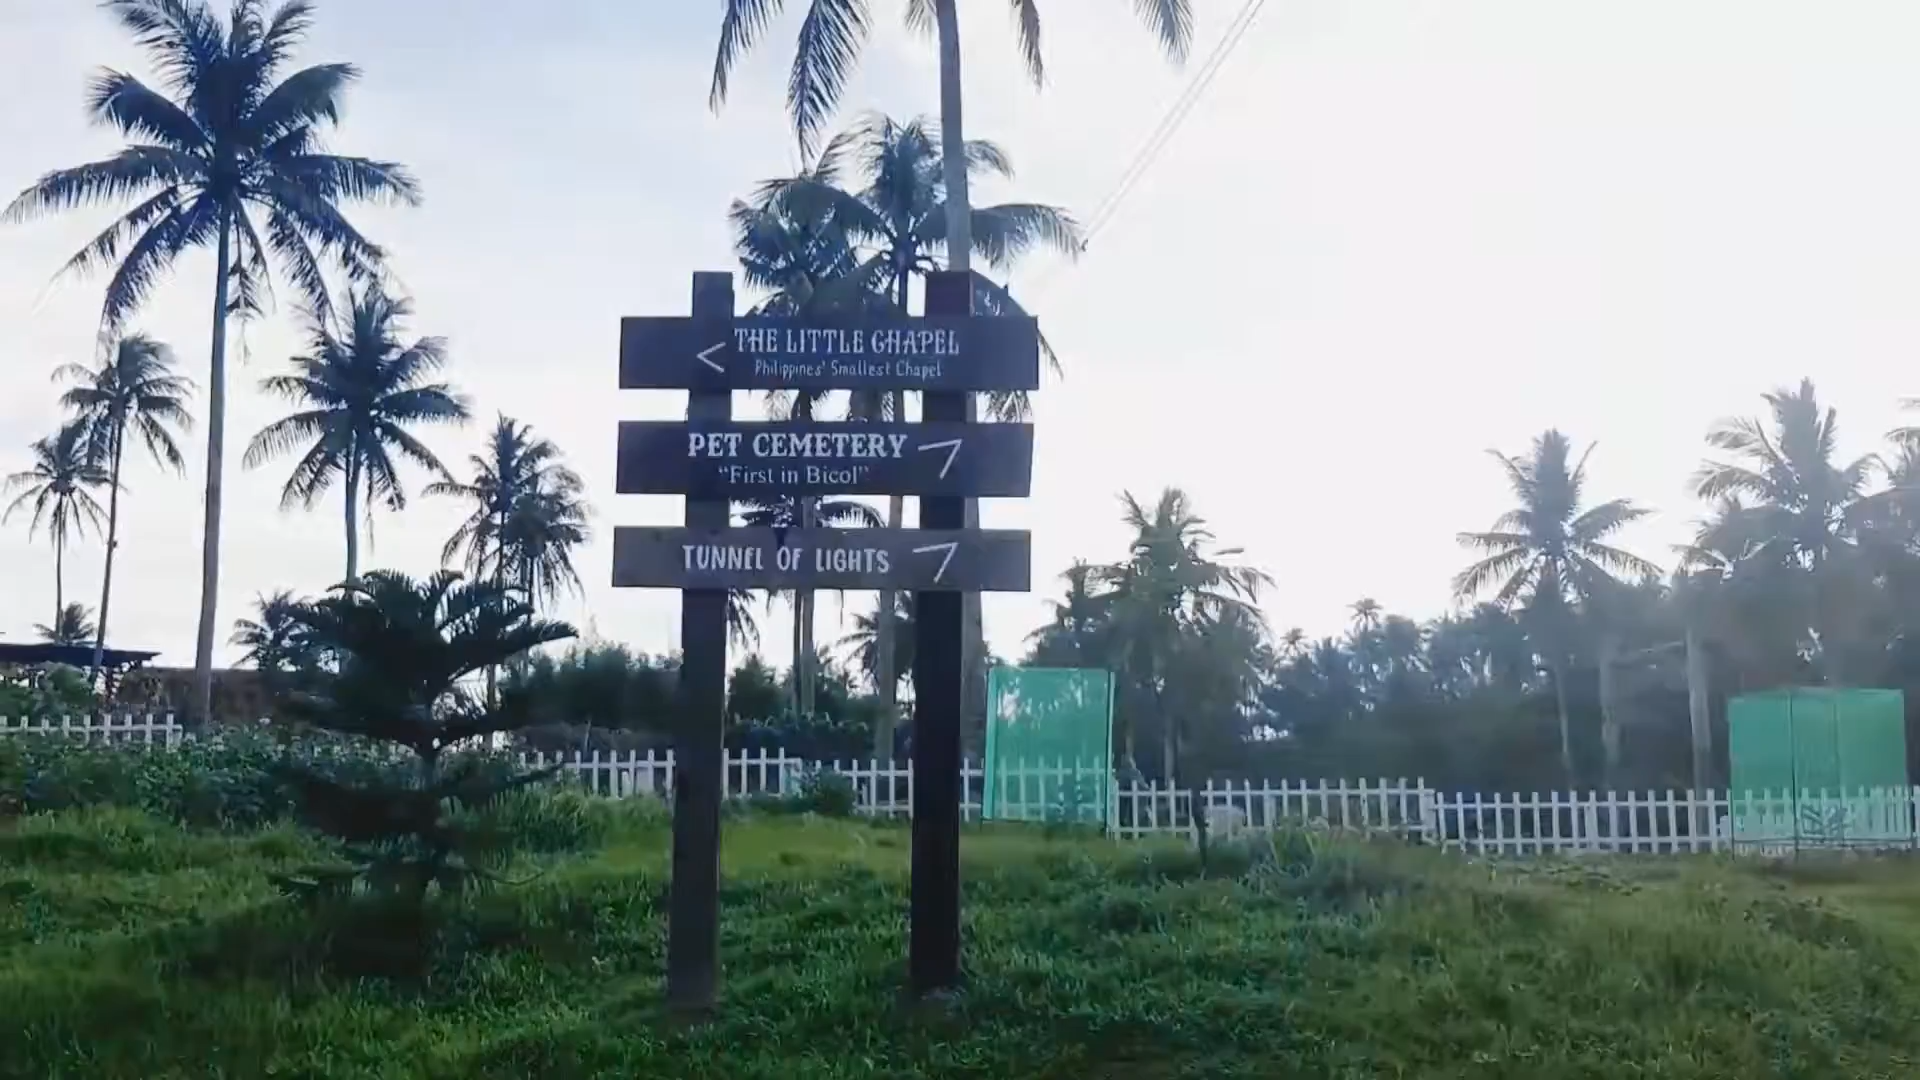 THE LITTLE CHAPEL
Philippines' Smallest Chapel
PET CEMETERY
"First in Bicol"
TUNNEL OF LIGHTS